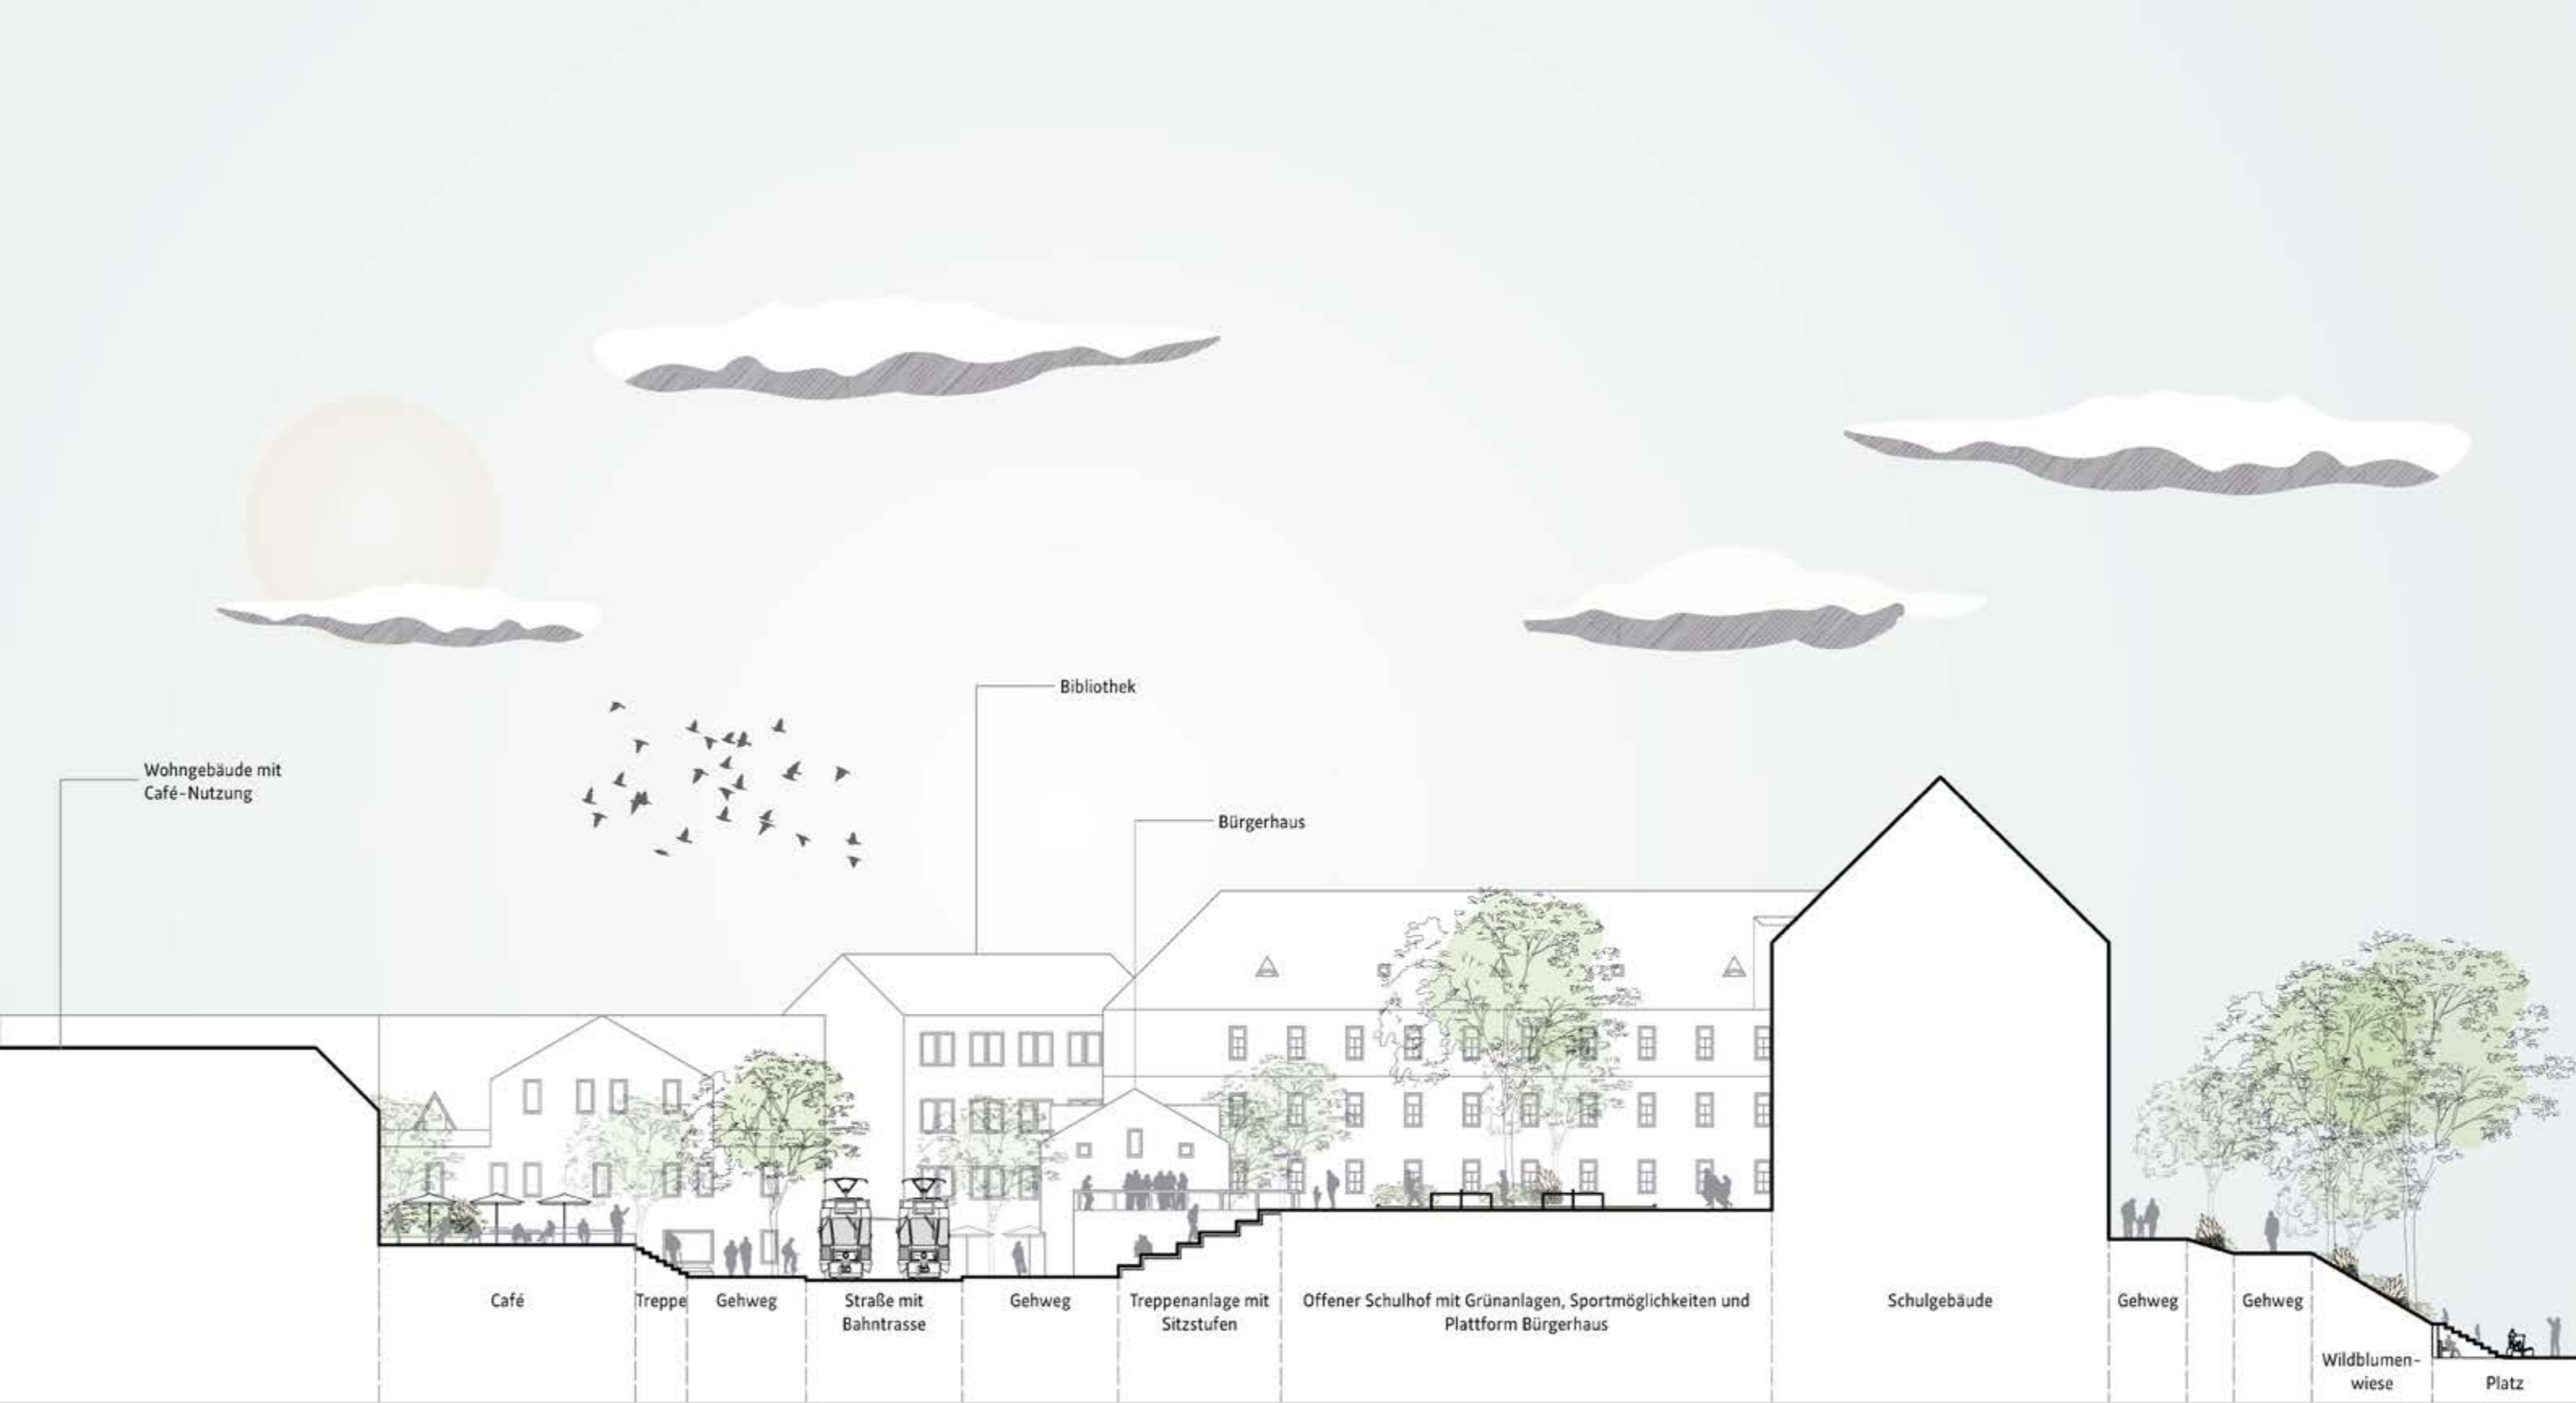 Bibliothek
Wohngebäude mit
Café-Nutzung
Bürgerhaus
Café
Treppe
Gehweg
Straße mit
Bahntrasse
Gehweg
Treppenanlage mit
Sitzstufen
Offener Schulhof mit Grünanlagen, Sportmöglichkeiten und
Plattform Bürgerhaus
Schulgebäude
Gehweg
Gehweg
Wildblumen-
wiese
Platz